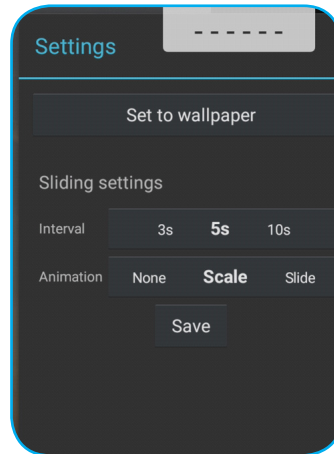 - - - - - -
Settings
Set to wallpaper
Sliding settings
Interval 3s 5s 10s
Animation None Scale Slide
Save